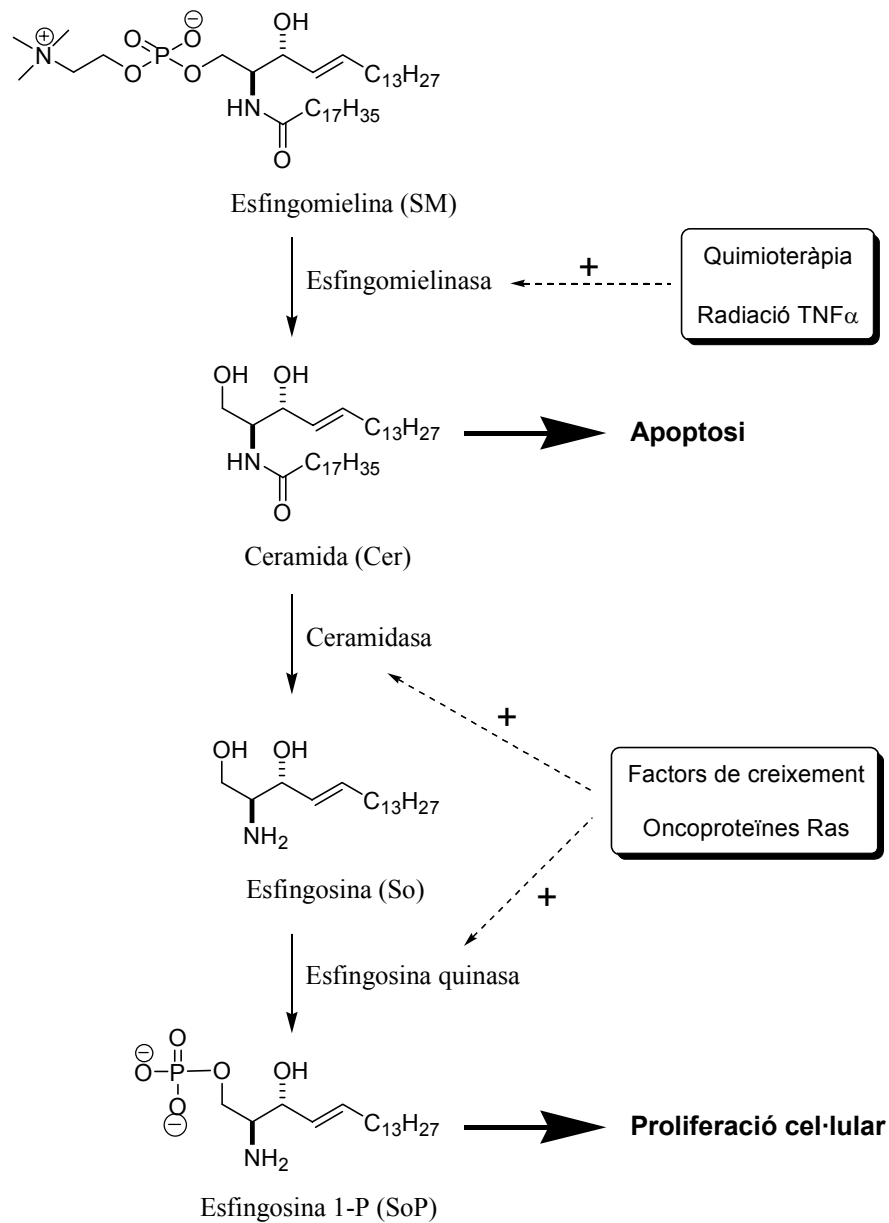 OH
O
O
⊖
⊕
N
O
P
O
C13H27
HN
C17H35
O
Esfingomielina (SM)
Esfingomielinasa
+
Quimioteràpia
Radiació TNFα
OH
OH
C13H27
HN
C17H35
O
Apoptosi
Ceramida (Cer)
Ceramidasa
+
OH
OH
C13H27
NH2
Factors de creixement
Oncoproteïnes Ras
Esfingosina (So)
+
Esfingosina quinasa
⊖
O
O
P
O
O
⊖
OH
C13H27
NH2
Proliferació cel·lular
Esfingosina 1-P (SoP)